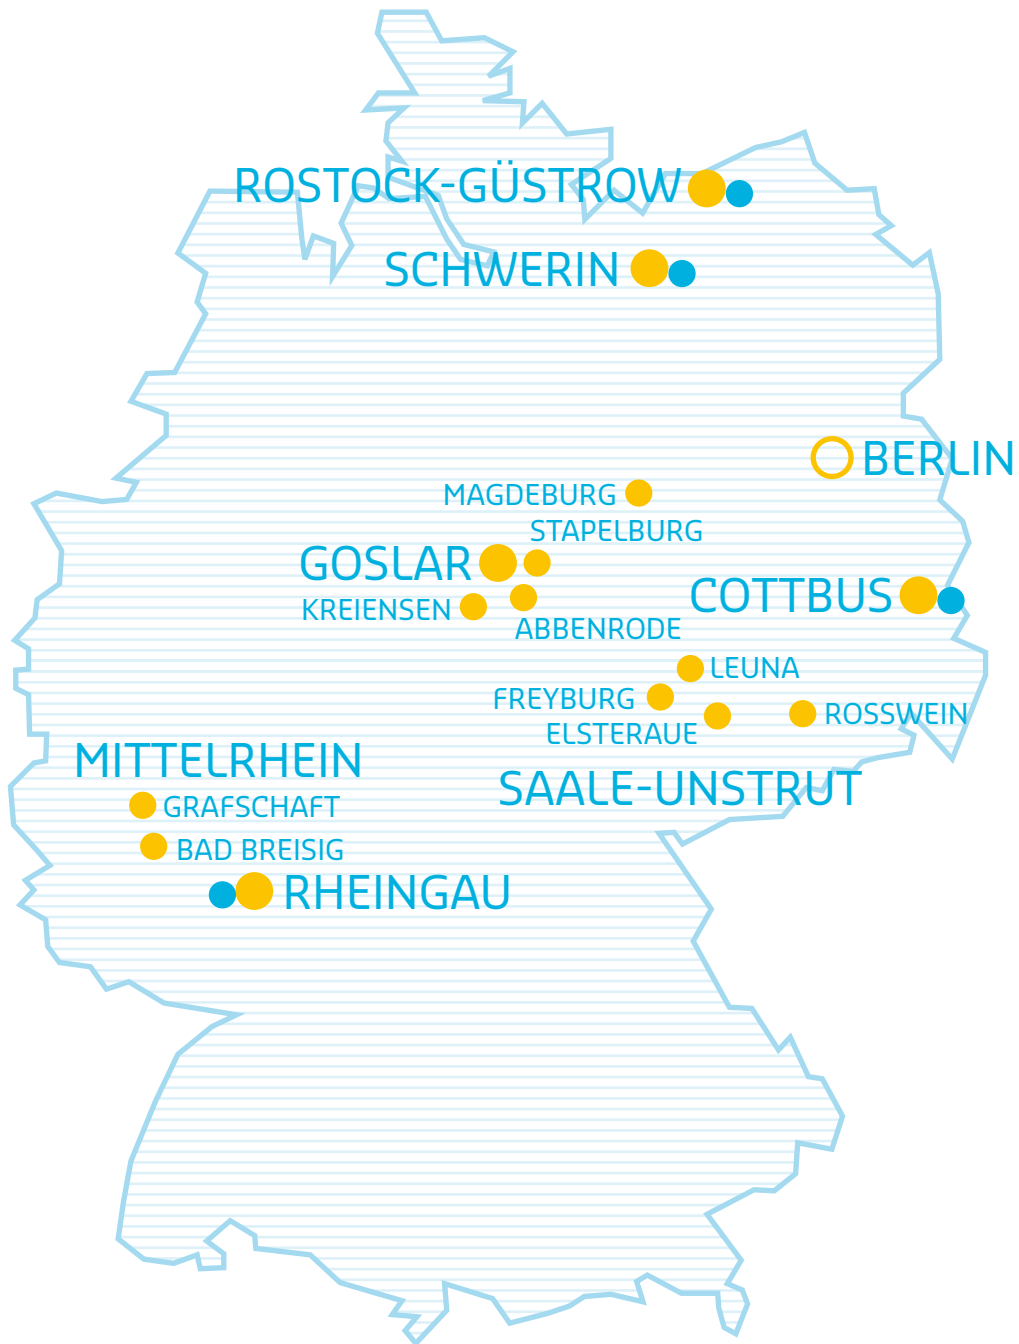 ROSTOCK-GÜSTROW
SCHWERIN
BERLIN
MAGDEBURG
STAPELBURG
GOSLAR
KREIENSEN
COTTBUS
ABBENRODE
LEUNA
FREYBURG
ROSSWEIN
ELSTERAUE
MITTELRHEIN
SAALE-UNSTRUT
GRAFSCHAFT
BAD BREISIG
RHEINGAU